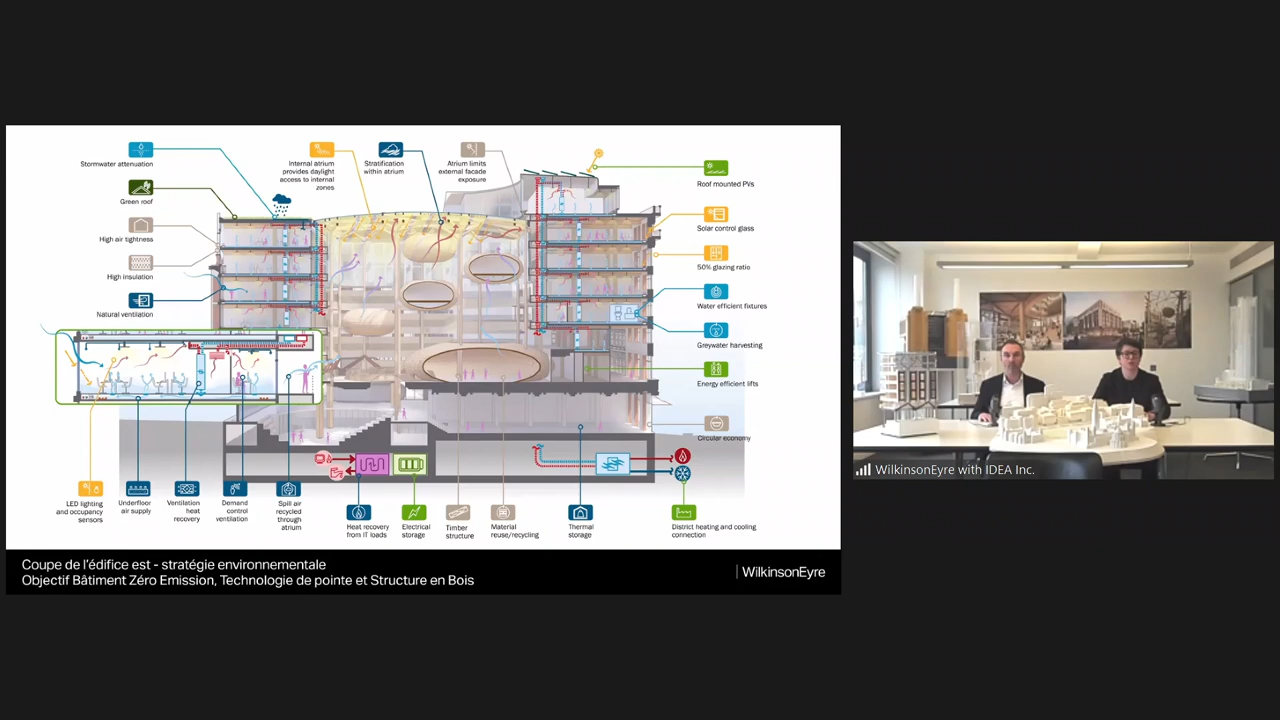 Stormwater attenuation
Green roof
High air tightness
High insulation
Natural ventilation
Internal atrium
provides daylight
access to internal
zones
Stratification
within atrium
Atrium limits
external facade
exposure
Roof mounted PVs
Solar control glass
50% glazing ratio
Water efficient fixtures
Greywater harvesting
Energy efficient lifts
Circular economy
LED lighting
and occupancy
sensors
Underfloor
air supply
Ventilation
heat
recovery
Demand
control
ventilation
Spill air
recycled
through
atrium
Heat recovery
from IT loads
Electrical
storage
Timber
structure
Material
reuse/recycling
Thermal
storage
District heating and cooling
connection
Coupe de l'édifice est - stratégie environnementale
Objectif Bâtiment Zéro Emission, Technologie de pointe et Structure en Bois
WilkinsonEyre
WilkinsonEyre with IDEA Inc.